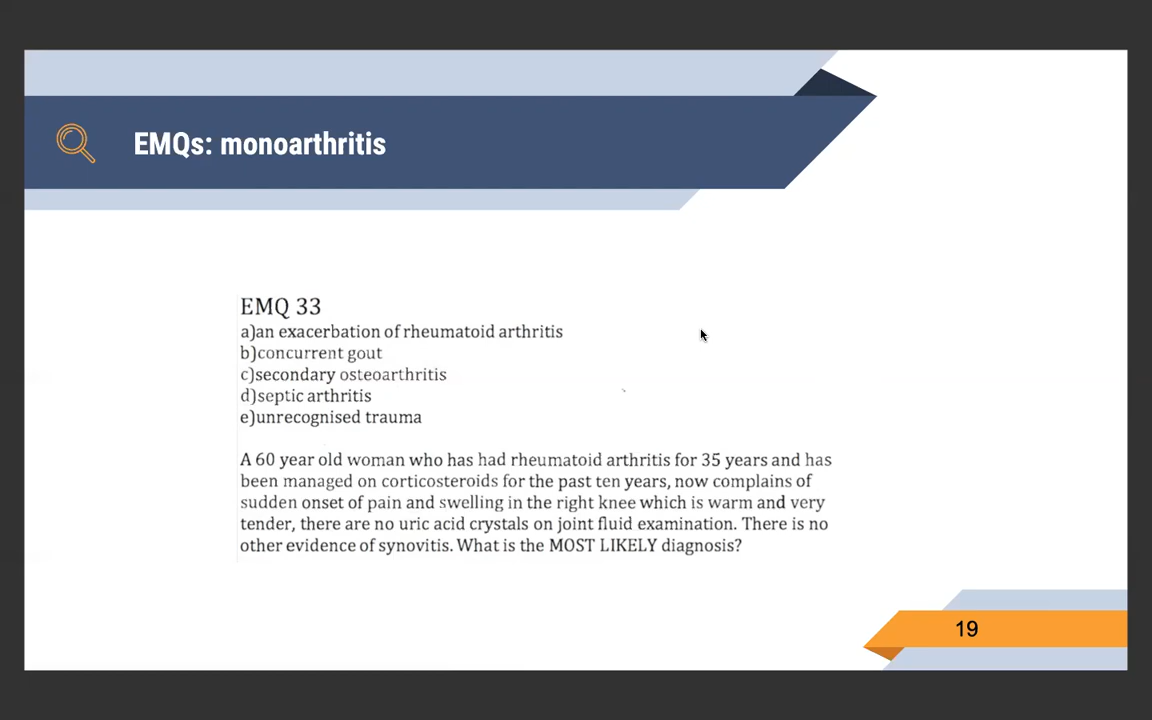 EMQs: monoarthritis
EMQ 33
a)an exacerbation of rheumatoid arthritis
b)concurrent gout
c)secondary osteoarthritis
d)septic arthritis
e)unrecognised trauma
A 60 year old woman who has had rheumatoid arthritis for 35 years and has
been managed on corticosteroids for the past ten years, now complains of
sudden onset of pain and swelling in the right knee which is warm and very
tender, there are no uric acid crystals on joint fluid examination. There is no
other evidence of synovitis. What is the MOST LIKELY diagnosis?
19